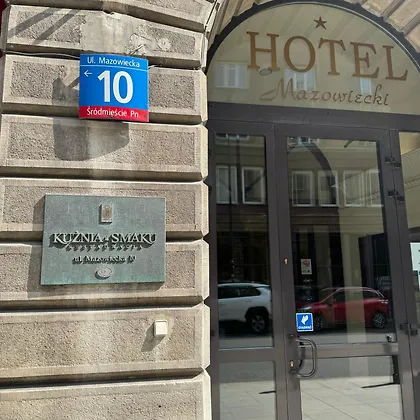 Ul. Mazowiecka
← 10
Śródmieście Pn.
HOTEL
Mazowiecki
KUŹNIA SMAKU
ul. Mazowiecka 10